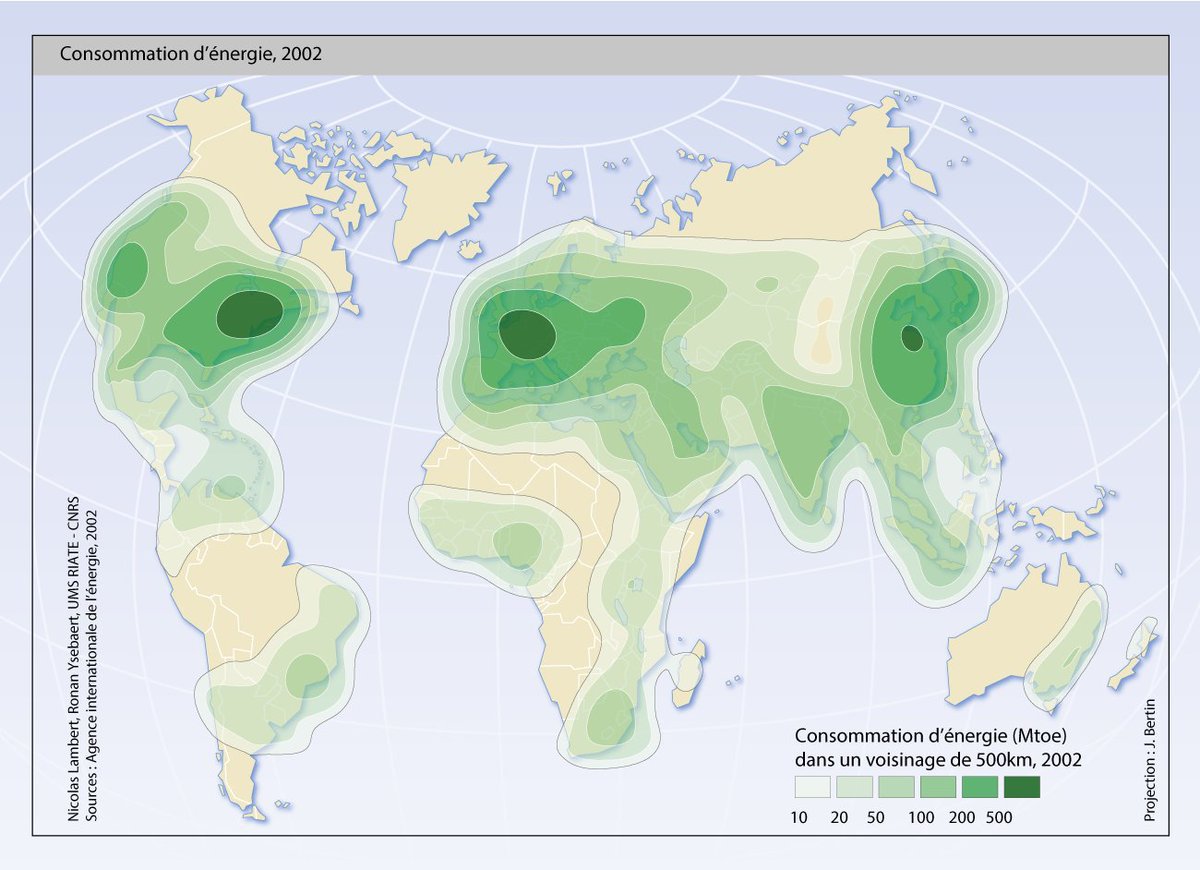 Consommation d’énergie, 2002
Nicolas Lambert, Ronan Ysebaert, UMS RIATE - CNRS
Sources : Agence internationale de l’énergie, 2002
Consommation d’énergie (Mtoe)
dans un voisinage de 500km, 2002
10 20 50 100 200 500
Projection : J. Bertin